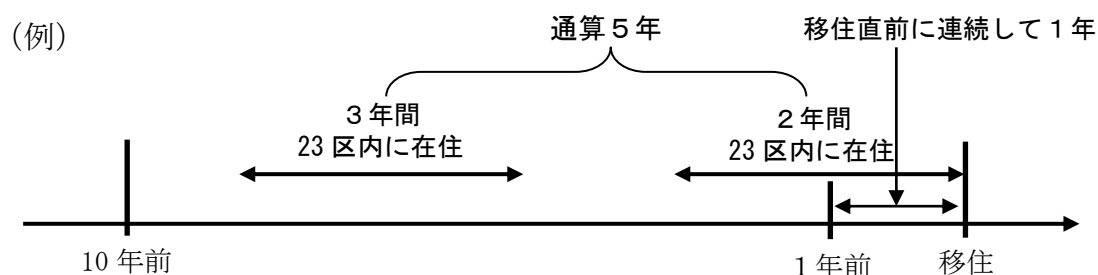 （例）
通算５年
移住直前に連続して１年
３年間
23 区内に在住
２年間
23 区内に在住
10 年前
１年前
移住